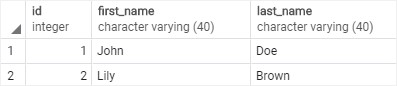 id first_name last_name
integer character varying (40) character varying (40)
1 1 John Doe
2 2 Lily Brown